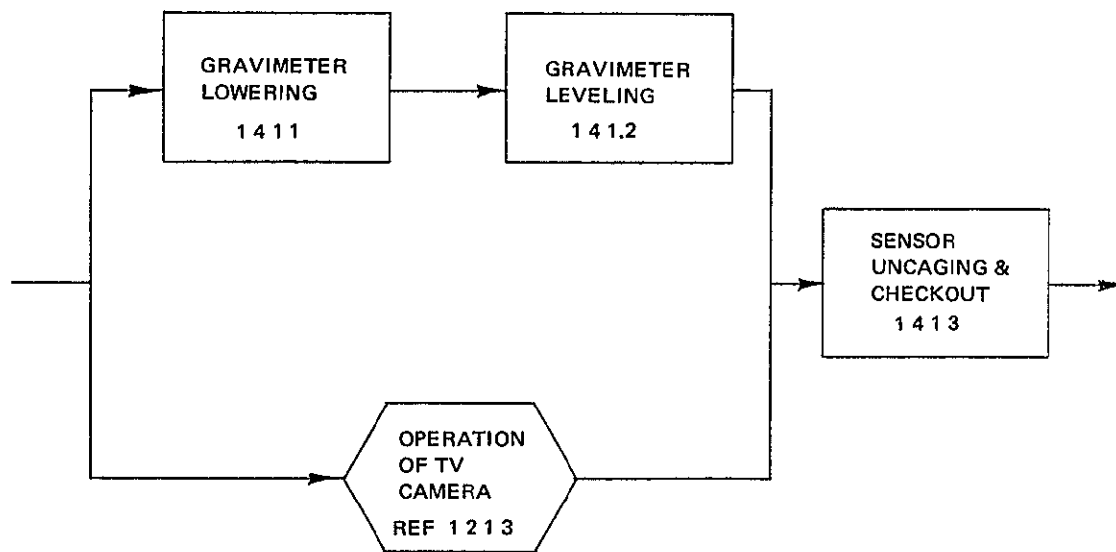 GRAVIMETER
LOWERING
1411
GRAVIMETER
LEVELING
141.2
SENSOR
UNCAGING &
CHECKOUT
1413
OPERATION
OF TV
CAMERA
REF 1213